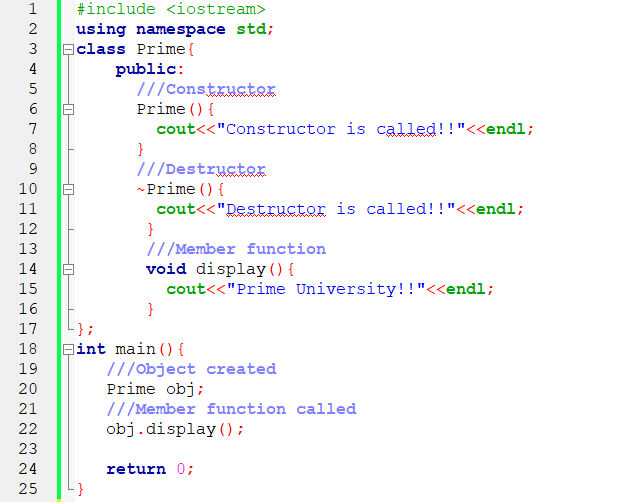 1 #include <iostream>
2 using namespace std;
3 class Prime{
4 public:
5 ///Constructor
6 Prime(){
7 cout<<"Constructor is called!!"<<endl;
8 }
9 ///Destructor
10 ~Prime(){
11 cout<<"Destructor is called!!"<<endl;
12 }
13 ///Member function
14 void display(){
15 cout<<"Prime University!!"<<endl;
16 }
17 };
18 int main(){
19 ///Object created
20 Prime obj;
21 ///Member function called
22 obj.display();
23
24 return 0;
25 }